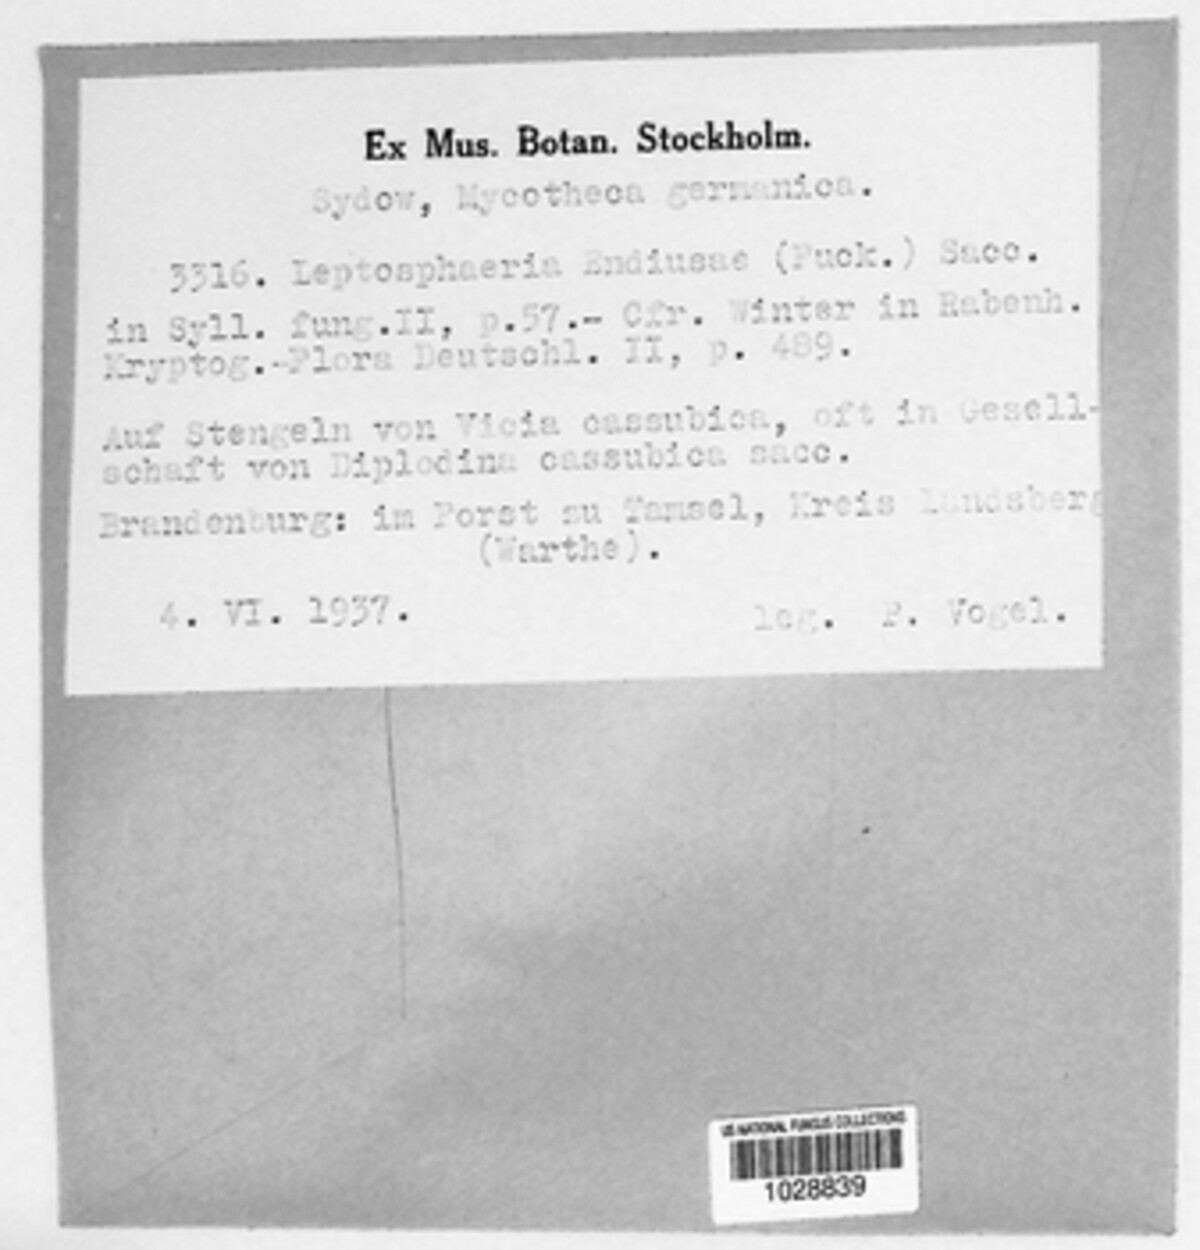 Ex Mus. Botan. Stockholm.
Sydow, Mycotheca germanica.
3316. Leptosphaeria Endiusae (Fuck.) Sacc.
in Syll. fung.II, p.57.- Cfr. Winter in Rabenh.
Kryptog.-Flora Deutschl. II, p. 489.
Auf Stengeln von Vicia cassubica, oft in Gesell-
schaft von Diplodina cassubica sacc.
Brandenburg: im Forst zu Tamsel, Kreis landsberg
(Warthe).
4. VI. 1937. leg. P. Vogel.
US NATIONAL FUNGUS COLLECTIONS
1028839